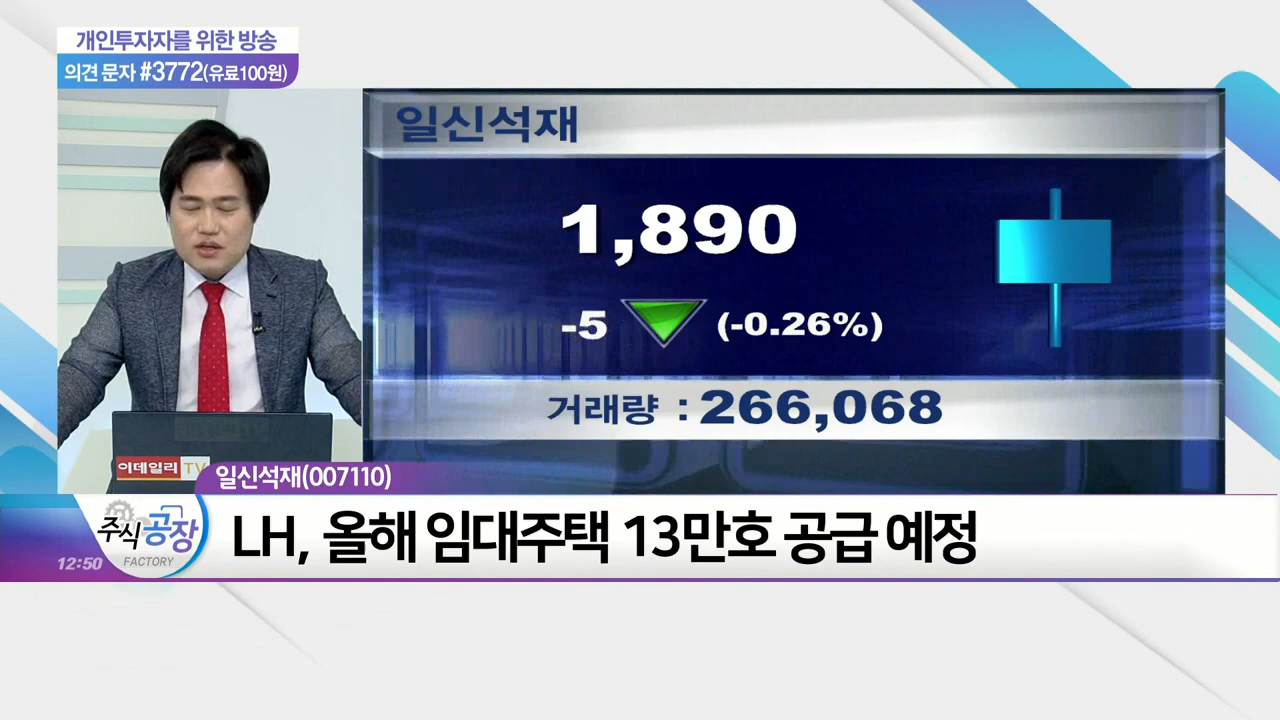 개인투자자를 위한 방송
의견 문자 #3772(유료100원)
일신석재
1,890
-5 (-0.26%)
거래량 : 266,068
이데일리 TV
일신석재(007110)
주식공장
FACTORY
12:50
LH, 올해 임대주택 13만호 공급 예정